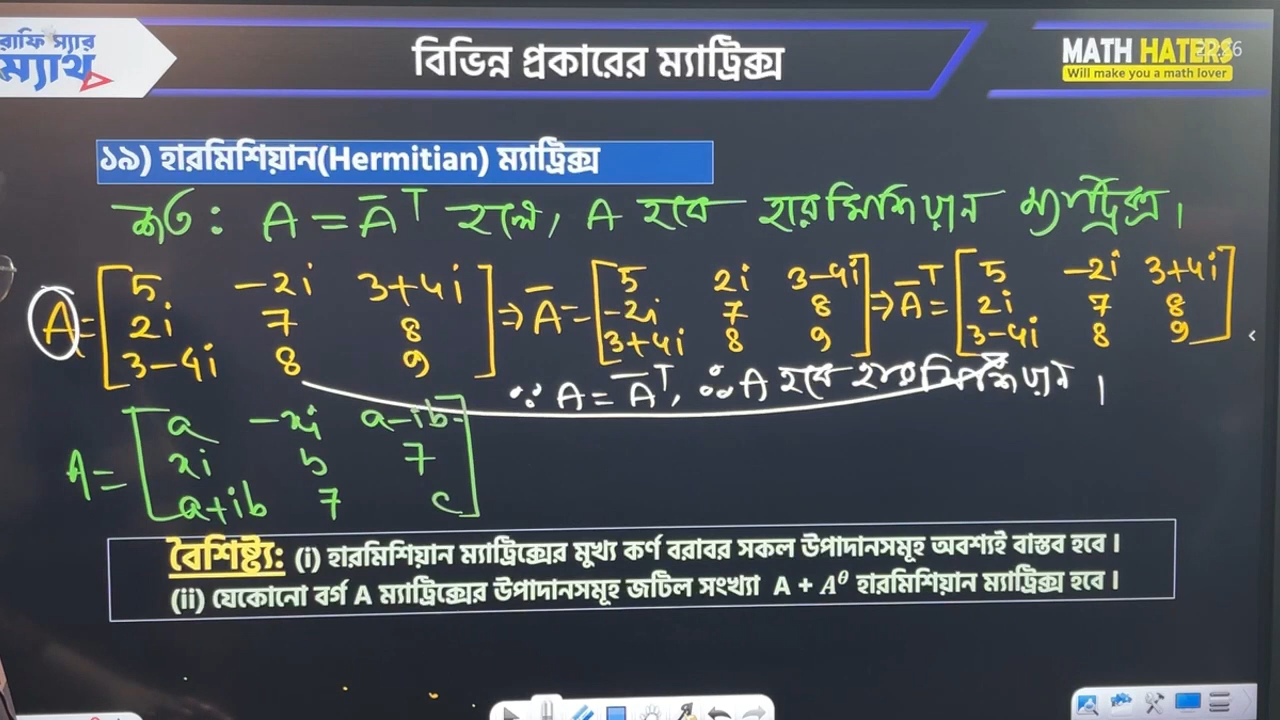 রাফি স্যার
ম্যাথ
বিভিন্ন প্রকারের ম্যাট্রিক্স
MATH HATERS
Will make you a math lover
১৯) হারমিশিয়ান(Hermitian) ম্যাট্রিক্স
শর্ত : A = A̅ᵀ হলে, A হবে হারমিশিয়ান ম্যাট্রিক্স।
A = [5 -2i 3+4i ⇒ A̅ = [5 2i 3-4i] ⇒ A̅ᵀ = [5 -2i 3+4i]
2i 7 8 -2i 7 8 2i 7 8
3-4i 8 9] 3+4i 8 9 3-4i 8 9
∵ A = A̅ᵀ, ∴ A হবে হারমিশিয়ান।
A = [a -xi a-ib
xi b 7
a+ib 7 c]
বৈশিষ্ট্য: (i) হারমিশিয়ান ম্যাট্রিক্সের মুখ্য কর্ণ বরাবর সকল উপাদানসমূহ অবশ্যই বাস্তব হবে।
(ii) যেকোনো বর্গ A ম্যাট্রিক্সের উপাদানসমূহ জটিল সংখ্যা A + A^θ হারমিশিয়ান ম্যাট্রিক্স হবে।